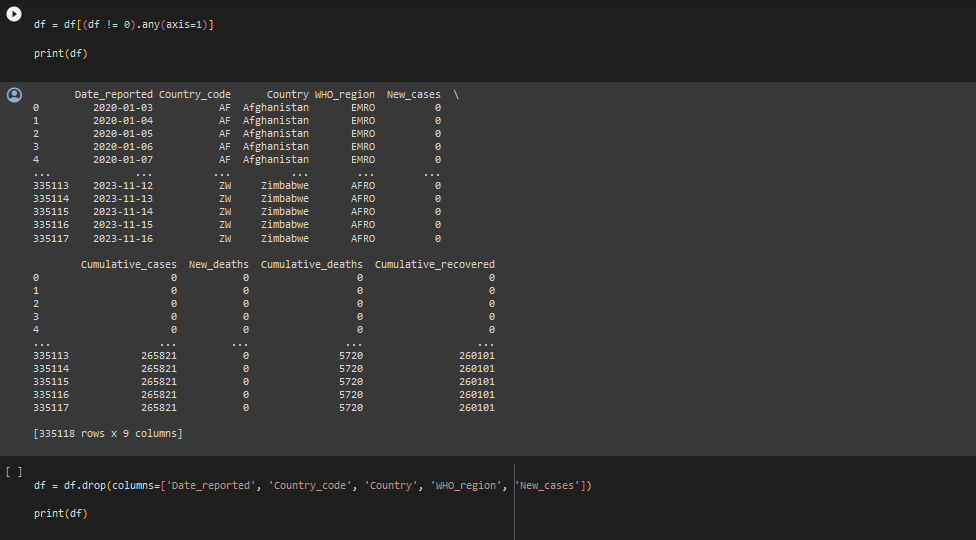 df = df[(df != 0).any(axis=1)]
print(df)
Date_reported Country_code Country WHO_region New_cases \
0 2020-01-03 AF Afghanistan EMRO 0
1 2020-01-04 AF Afghanistan EMRO 0
2 2020-01-05 AF Afghanistan EMRO 0
3 2020-01-06 AF Afghanistan EMRO 0
4 2020-01-07 AF Afghanistan EMRO 0
... ... ... ... ... ...
335113 2023-11-12 ZW Zimbabwe AFRO 0
335114 2023-11-13 ZW Zimbabwe AFRO 0
335115 2023-11-14 ZW Zimbabwe AFRO 0
335116 2023-11-15 ZW Zimbabwe AFRO 0
335117 2023-11-16 ZW Zimbabwe AFRO 0
Cumulative_cases New_deaths Cumulative_deaths Cumulative_recovered
0 0 0 0 0
1 0 0 0 0
2 0 0 0 0
3 0 0 0 0
4 0 0 0 0
... ... ... ... ...
335113 265821 0 5720 260101
335114 265821 0 5720 260101
335115 265821 0 5720 260101
335116 265821 0 5720 260101
335117 265821 0 5720 260101
[335118 rows x 9 columns]
[ ]
df = df.drop(columns=['Date_reported', 'Country_code', 'Country', 'WHO_region', 'New_cases'])
print(df)